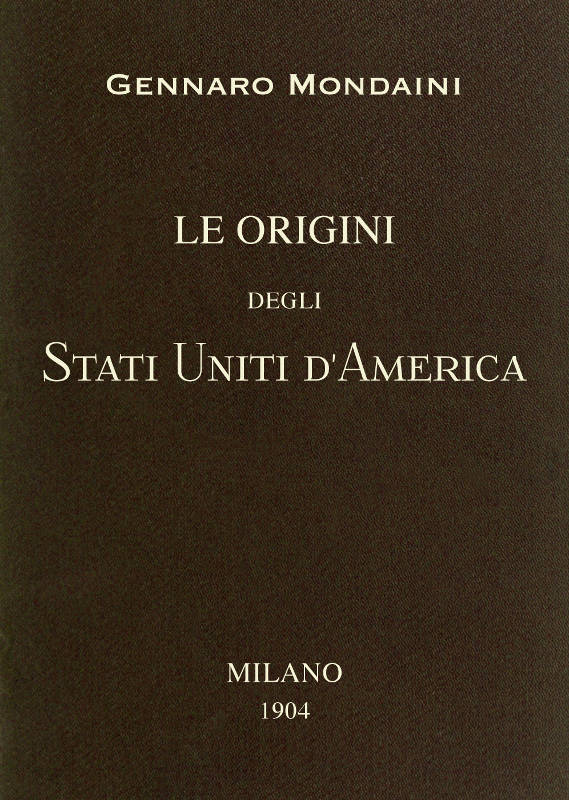 GENNARO MONDAINI
LE ORIGINI
DEGLI
STATI UNITI D'AMERICA
MILANO
1904